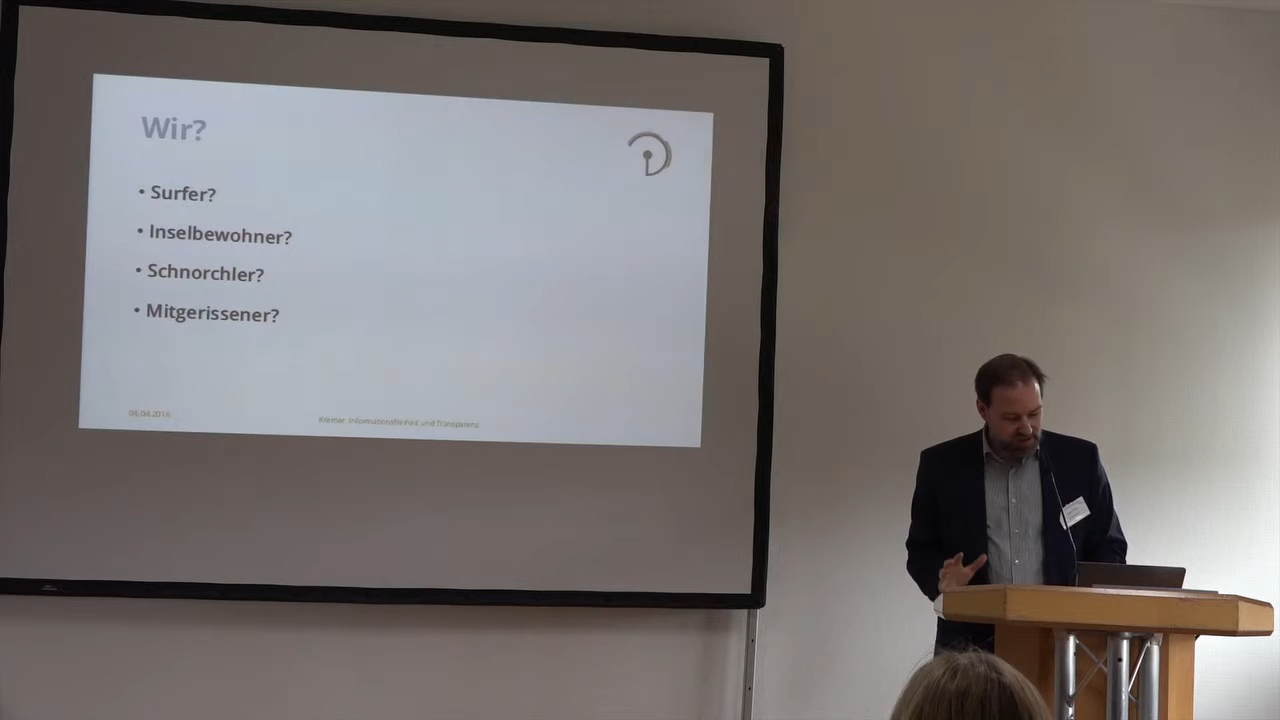 Wir?
• Surfer?
• Inselbewohner?
• Schnorchler?
• Mitgerissener?
06.04.2016
Kremer: Informationsfreiheit und Transparenz